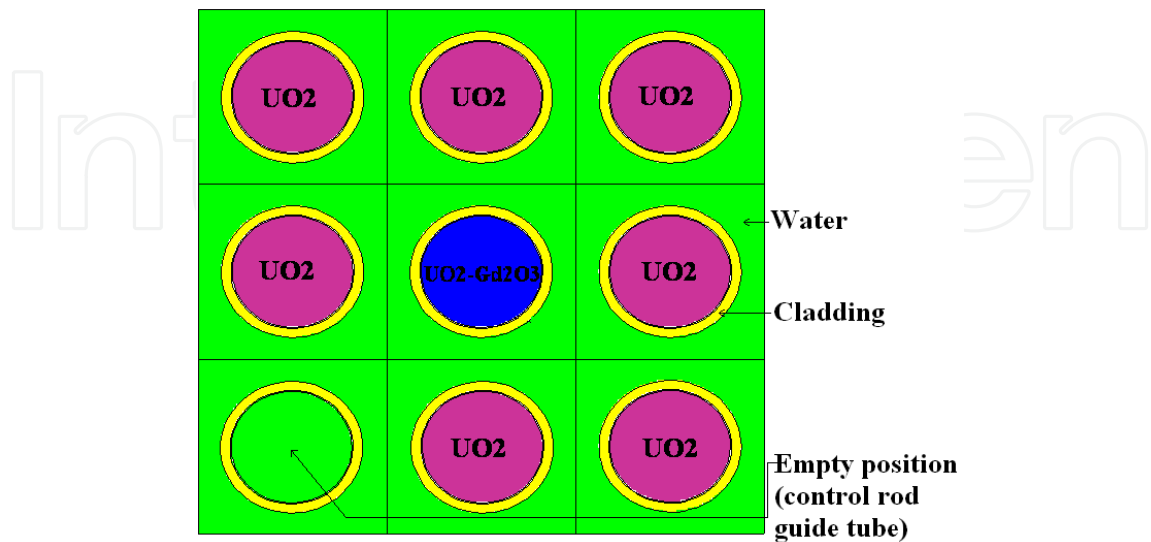 UO2 UO2 UO2
Water
UO2 UO2-Gd2O3 UO2
Cladding
UO2 UO2
Empty position
(control rod
guide tube)